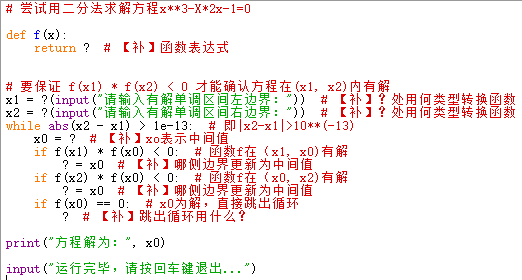 # 尝试用二分法求解方程x**3-X*2x-1=0
def f(x):
    return ?  # 【补】函数表达式
# 要保证 f(x1) * f(x2) < 0 才能确认方程在(x1, x2)内有解
x1 = ?(input("请输入有解单调区间左边界："))  # 【补】？处用何类型转换函数
x2 = ?(input("请输入有解单调区间右边界："))  # 【补】？处用何类型转换函数
while abs(x2 - x1) > 1e-13:  # 即|x2-x1|>10**(-13)
    x0 = ?  # 【补】xo表示中间值
    if f(x1) * f(x0) < 0:  # 函数f在（x1, x0)有解
        ? = x0  # 【补】哪侧边界更新为中间值
    if f(x2) * f(x0) < 0:  # 函数f在（x0, x2)有解
        ? = x0  # 【补】哪侧边界更新为中间值
    if f(x0) == 0:  # x0为解，直接跳出循环
        ?  # 【补】跳出循环用什么？
print("方程解为：", x0)
input("运行完毕，请按回车键退出...")